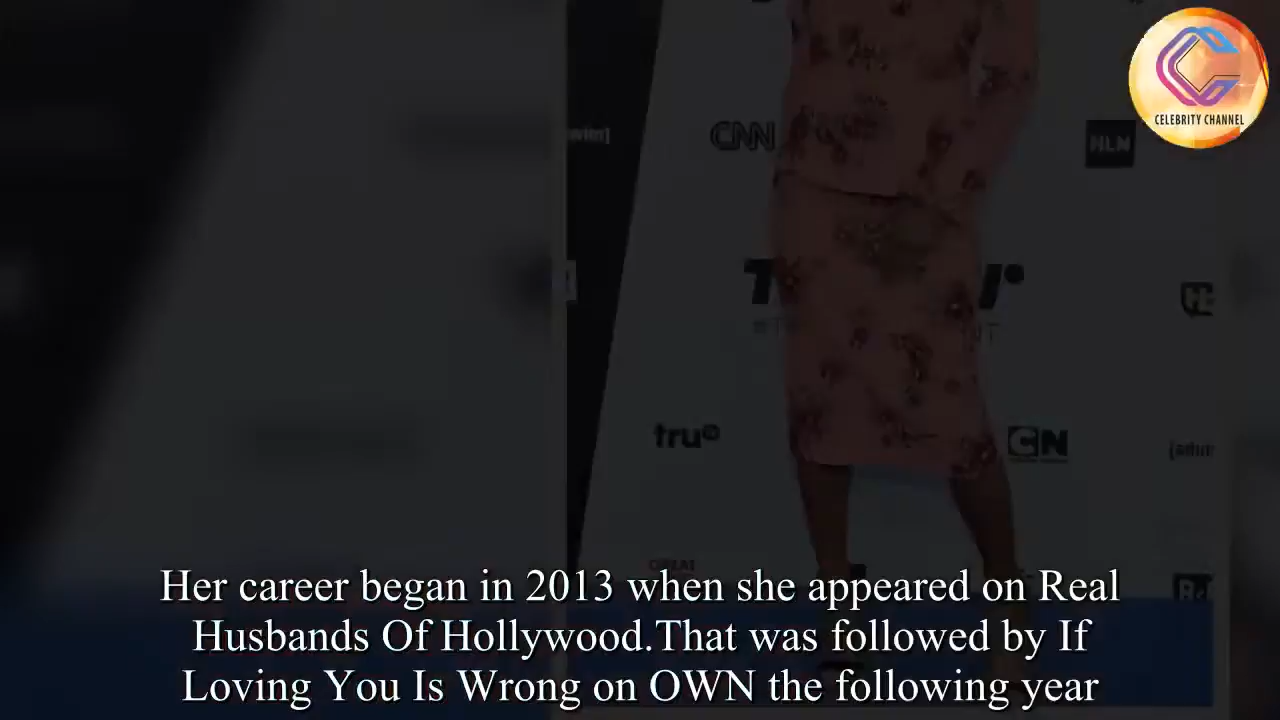 CELEBRITY CHANNEL
CNN
HLN
tru
CN
Her career began in 2013 when she appeared on Real
Husbands Of Hollywood.That was followed by If
Loving You Is Wrong on OWN the following year